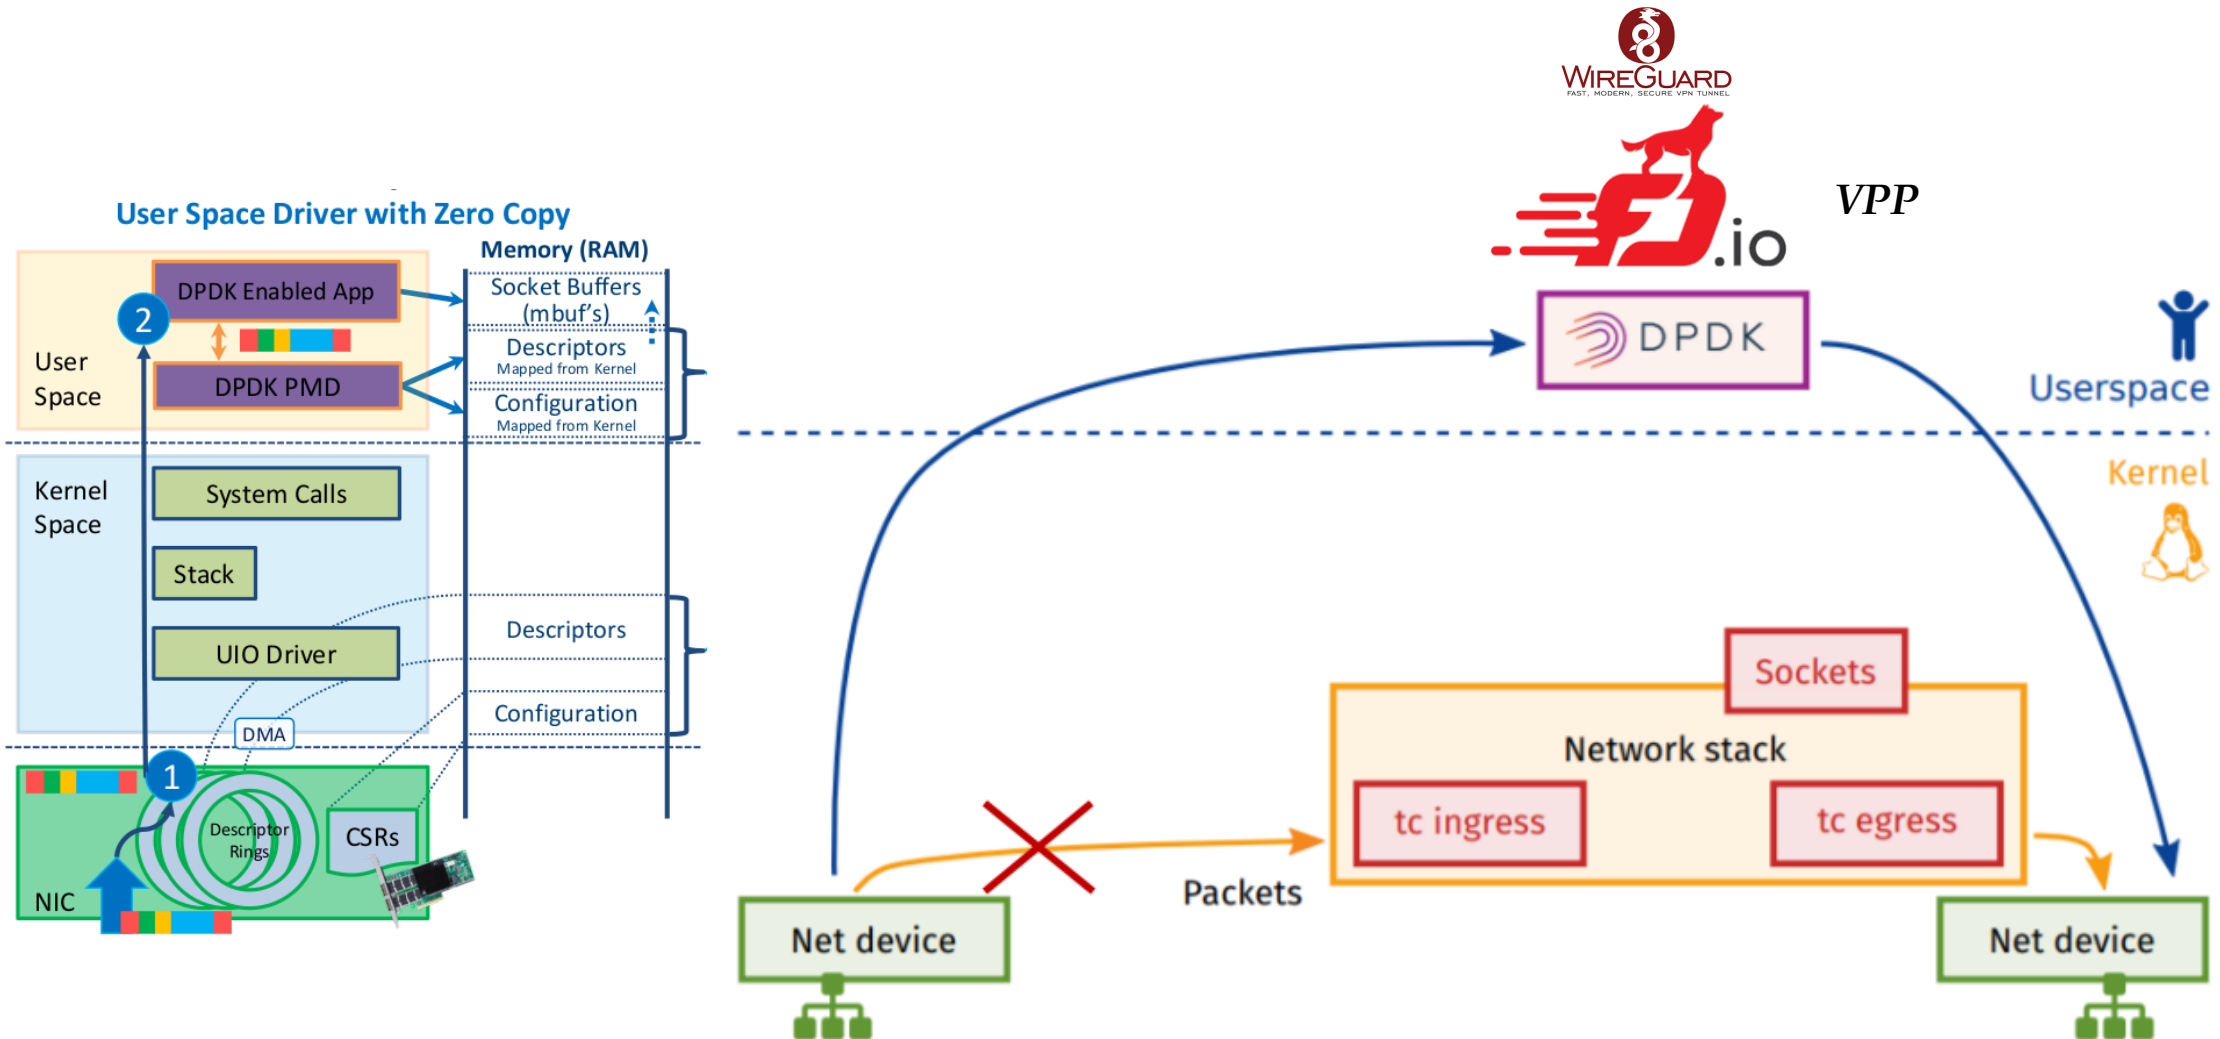 User Space Driver with Zero Copy
Memory (RAM)
DPDK Enabled App
2
DPDK PMD
User
Space
Socket Buffers
(mbuf's)
Descriptors
Mapped from Kernel
Configuration
Mapped from Kernel
Kernel
Space
System Calls
Stack
UIO Driver
DMA
Descriptors
Configuration
1
Descriptor
Rings
CSRs
NIC
WIREGUARD
FAST, MODERN, SECURE VPN TUNNEL
FD.io
VPP
DPDK
Userspace
Kernel
Sockets
Network stack
tc ingress
tc egress
Packets
Net device
Net device